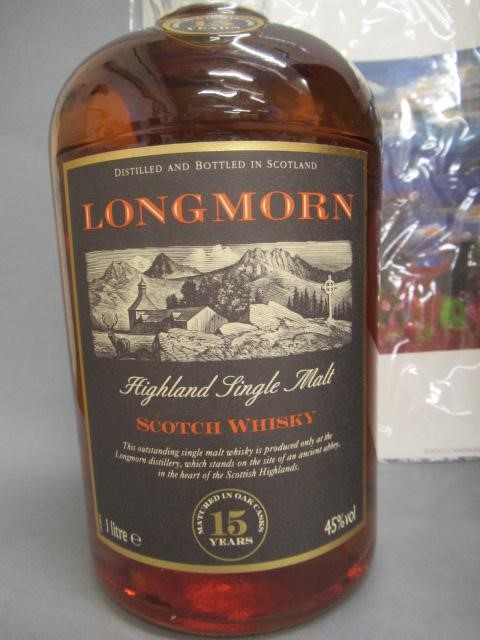 15
YEARS
DISTILLED AND BOTTLED IN SCOTLAND
LONGMORN
Highland Single Malt
SCOTCH WHISKY
This outstanding single malt whisky is produced only at the
Longmorn distillery, which stands on the site of an ancient abbey,
in the heart of the Scottish Highlands.
MATURED IN OAK CASKS
15
YEARS
1 litre e
45%vol